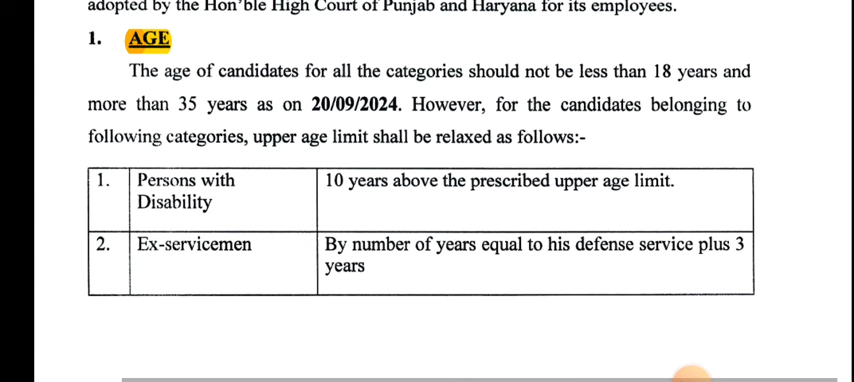 adopted by the Hon'ble High Court of Punjab and Haryana for its employees.
1. AGE
The age of candidates for all the categories should not be less than 18 years and
more than 35 years as on 20/09/2024. However, for the candidates belonging to
following categories, upper age limit shall be relaxed as follows:-
1. Persons with 10 years above the prescribed upper age limit.
Disability
2. Ex-servicemen By number of years equal to his defense service plus 3
years